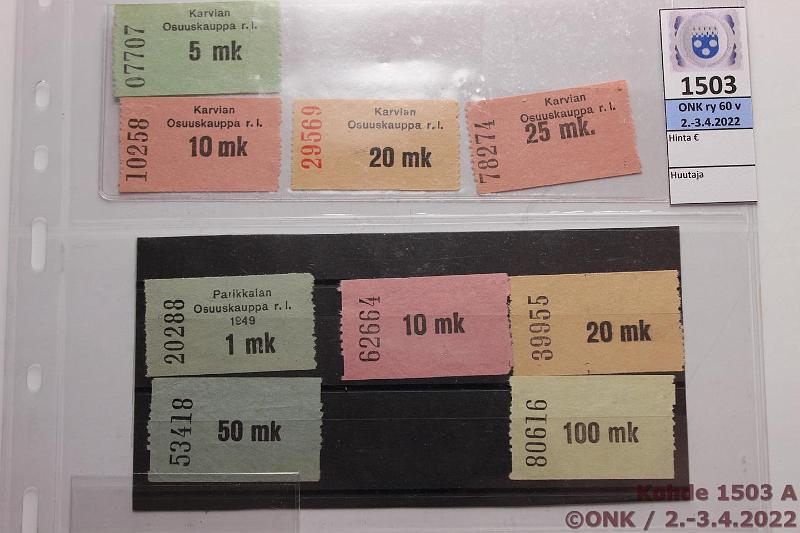 07707
Karvian
Osuuskauppa r. l.
5 mk
10258
Karvian
Osuuskauppa r. l.
10 mk
29569
Karvian
Osuuskauppa r. l.
20 mk
78274
Karvian
Osuuskauppa r. l.
25 mk.
1503
ONK ry 60 v
2.-3.4.2022
Hinta €
Huutaja
20288
Parikkalan
Osuuskauppa r. l.
1949
1 mk
62664
10 mk
39955
20 mk
53418
50 mk
80616
100 mk
Kohde 1503 A
©ONK / 2.-3.4.2022